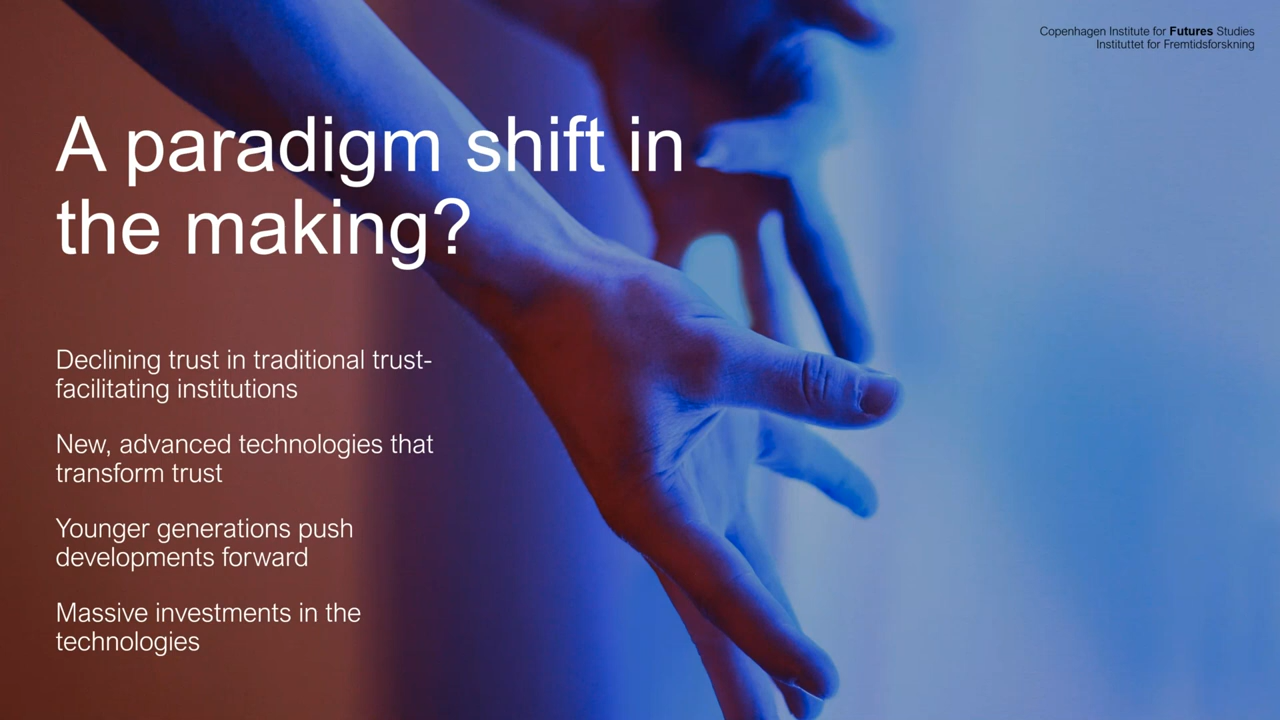 Copenhagen Institute for Futures Studies
Instituttet for Fremtidsforskning
A paradigm shift in
the making?
Declining trust in traditional trust-
facilitating institutions
New, advanced technologies that
transform trust
Younger generations push
developments forward
Massive investments in the
technologies